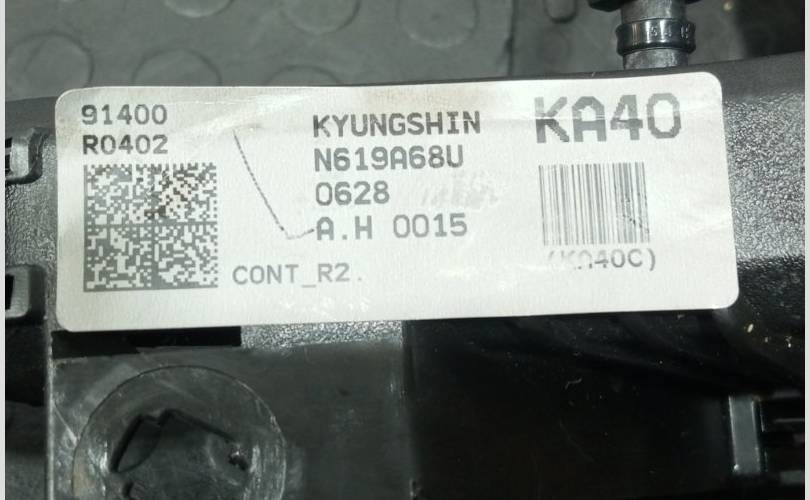 91400
R0402
KYUNGSHIN
N619A68U
0628
A.H 0015
CONT_R2.
KA40
(KA40C)